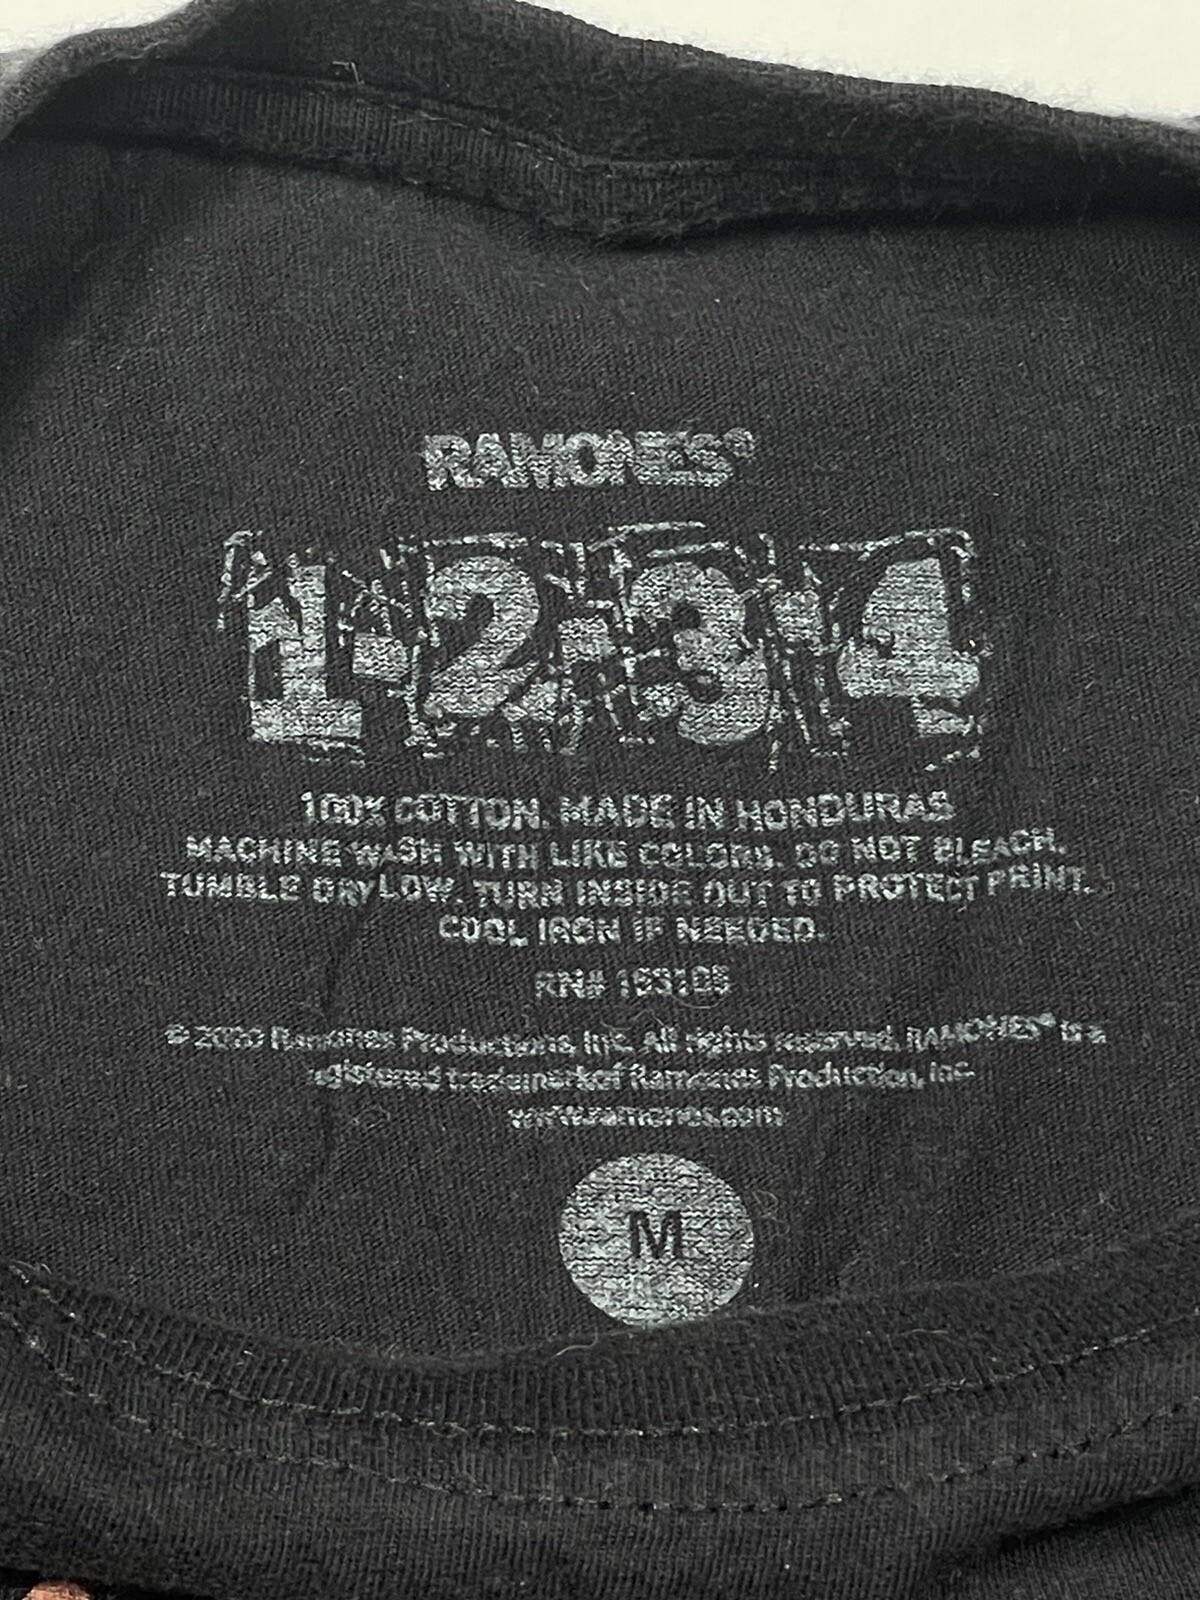 RAMONES®
1-2-3-4
100% COTTON. MADE IN HONDURAS
MACHINE WASH WITH LIKE COLORS. DO NOT BLEACH.
TUMBLE DRY LOW. TURN INSIDE OUT TO PROTECT PRINT.
COOL IRON IF NEEDED.
RN#
© Ramones Productions Inc. All rights reserved. RAMONES® is a
registered trademark of Ramones Production, Inc.
www.ramones.com
M